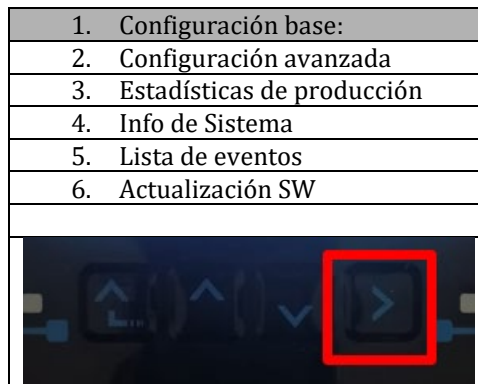 1. Configuración base:
2. Configuración avanzada
3. Estadísticas de producción
4. Info de Sistema
5. Lista de eventos
6. Actualización SW